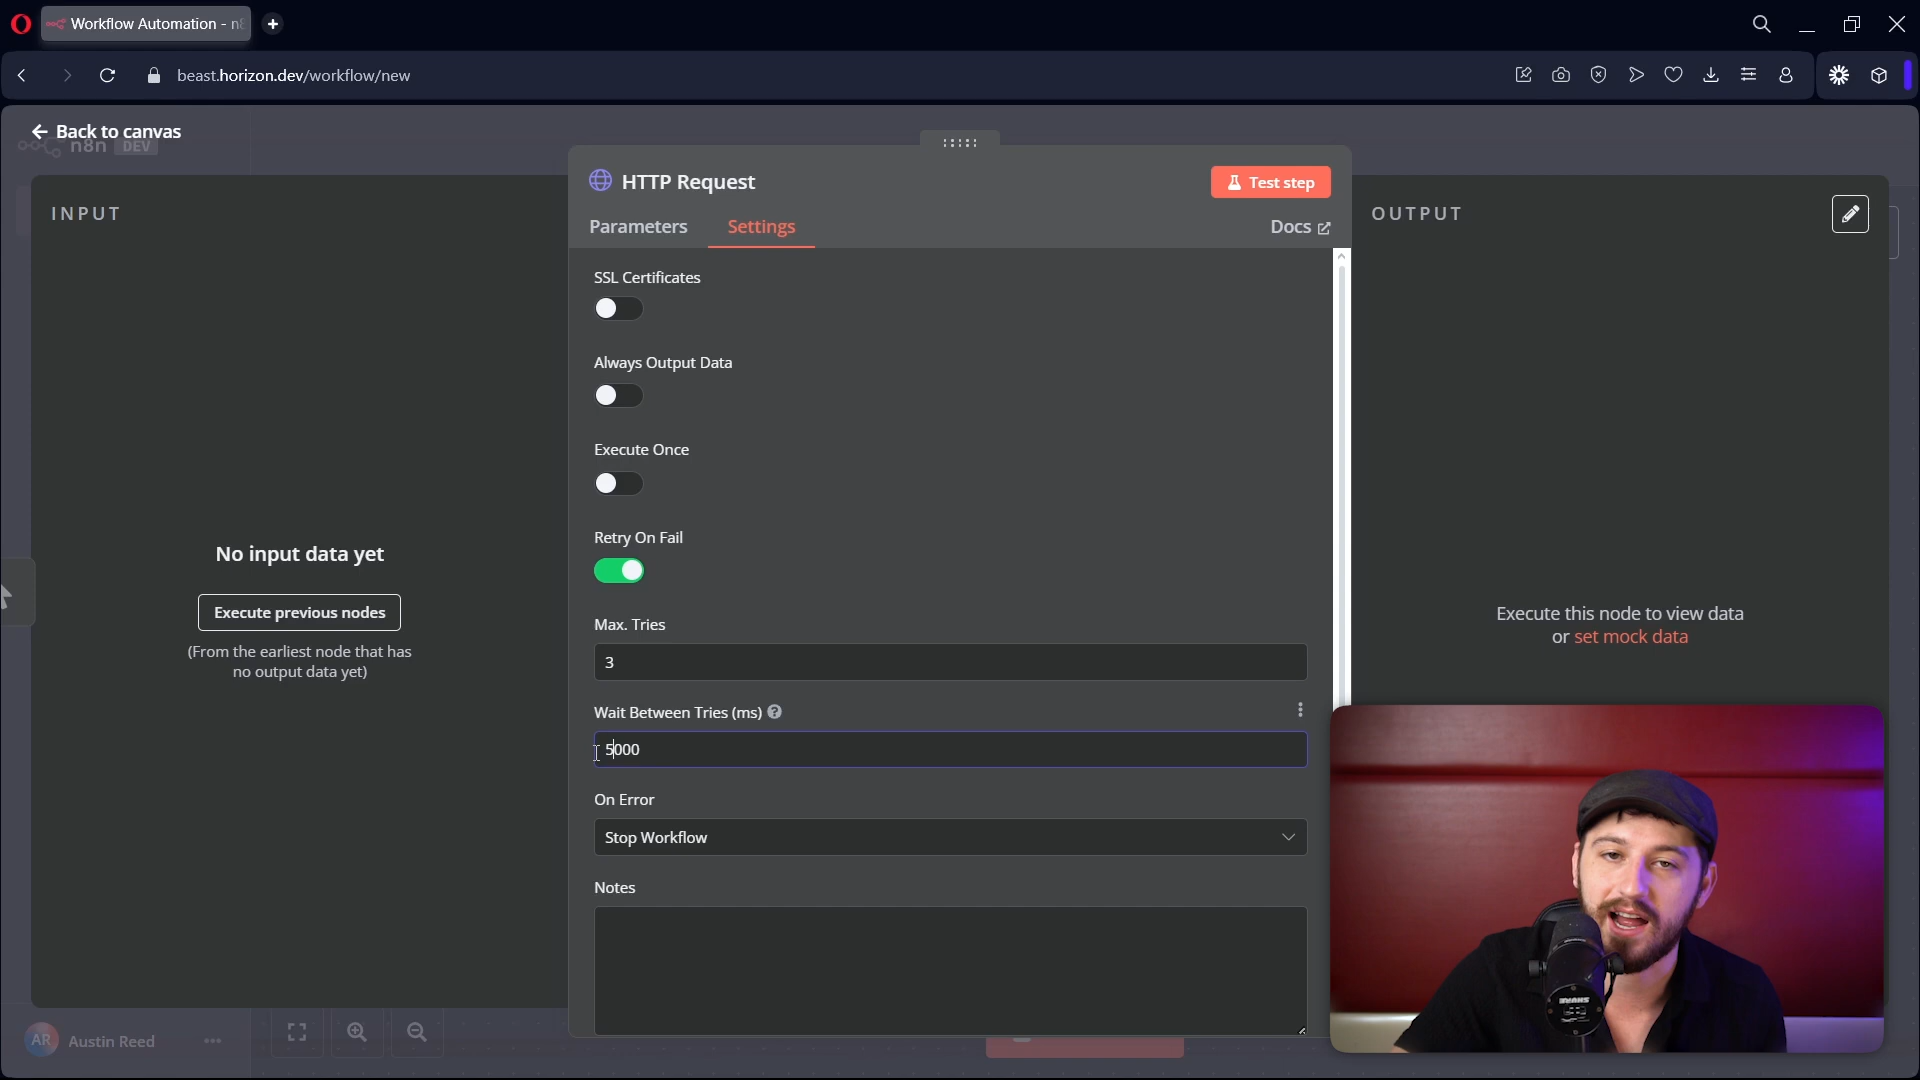 Workflow Automation - n8
beast.horizon.dev/workflow/new
Back to canvas
n8n DEV
INPUT
No input data yet
Execute previous nodes
(From the earliest node that has
no output data yet)
HTTP Request
Test step
Parameters
Settings
Docs
SSL Certificates
Always Output Data
Execute Once
Retry On Fail
Max. Tries
3
Wait Between Tries (ms)
5000
On Error
Stop Workflow
Notes
OUTPUT
Execute this node to view data
or set mock data
AR Austin Reed
SHURE